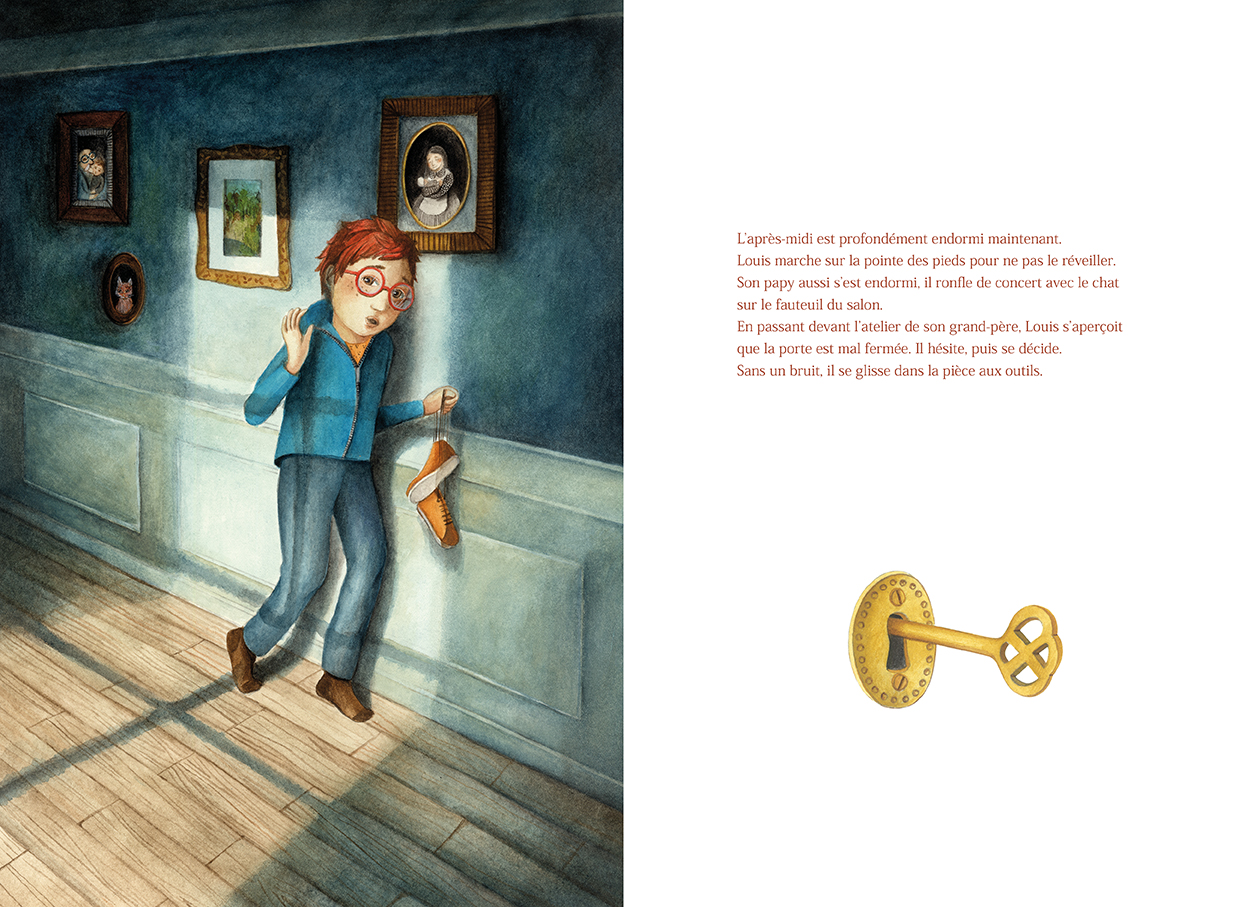 L'après-midi est profondément endormi maintenant.
Louis marche sur la pointe des pieds pour ne pas le réveiller.
Son papy aussi s'est endormi, il ronfle de concert avec le chat
sur le fauteuil du salon.
En passant devant l'atelier de son grand-père, Louis s'aperçoit
que la porte est mal fermée. Il hésite, puis se décide.
Sans un bruit, il se glisse dans la pièce aux outils.